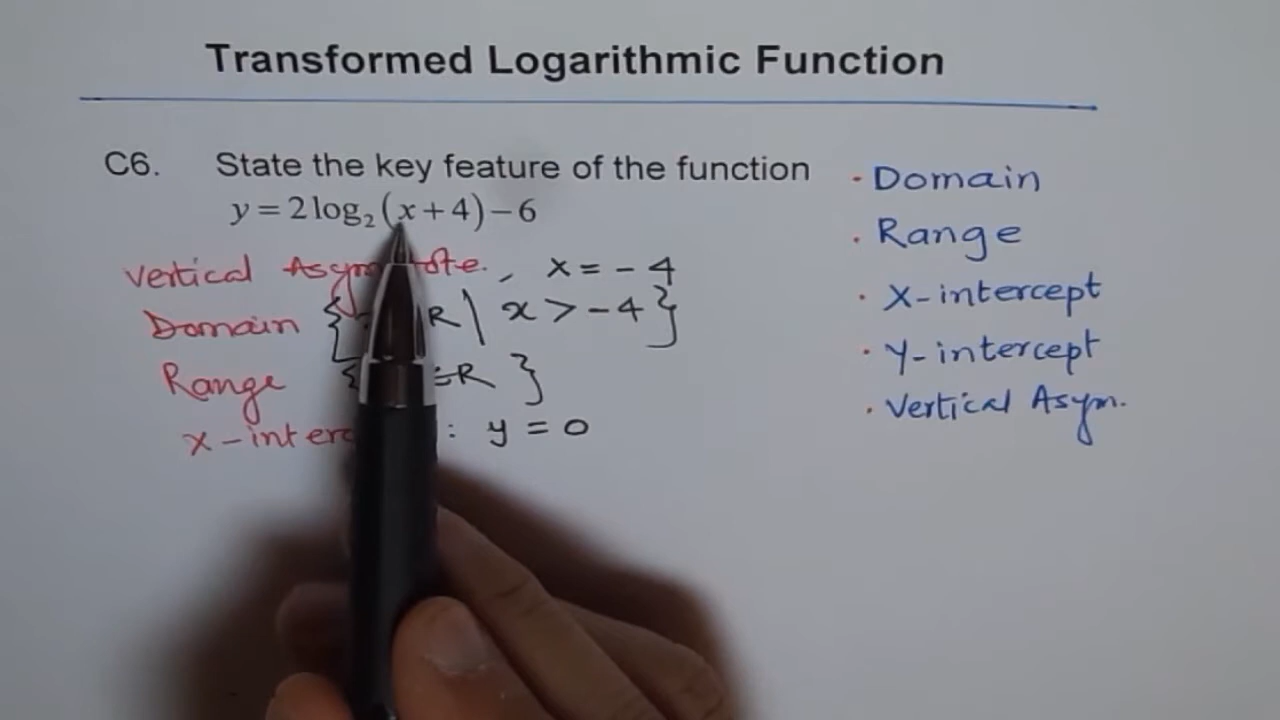 Transformed Logarithmic Function
C6. State the key feature of the function
y = 2 log₂ (x + 4) − 6
Vertical , x = - 4
Domain { R | x > -4 }
Range { ∈R }
x - : y = 0
• Domain
• Range
• X-intercept
• Y-intercept
• Vertical Asym.